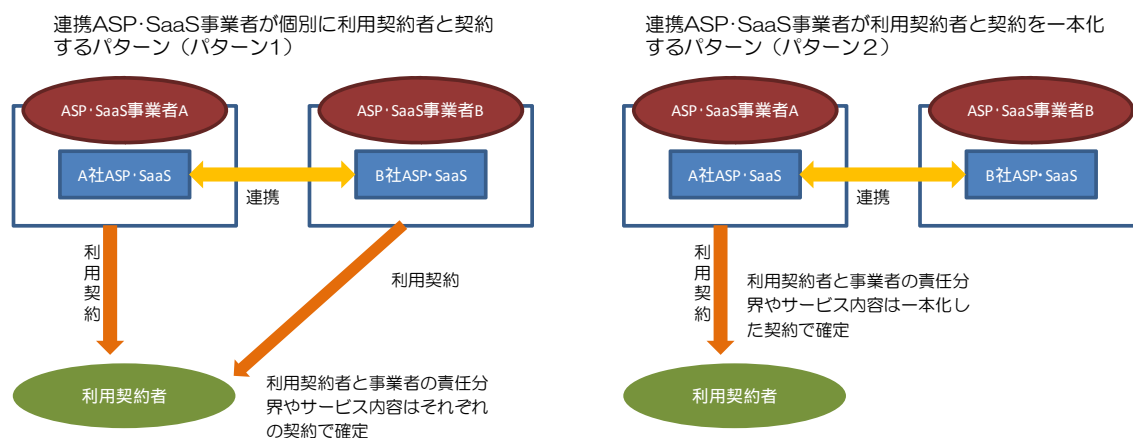 連携ASP･SaaS事業者が個別に利用契約者と契約
するパターン（パターン1）
ASP･SaaS事業者A
ASP･SaaS事業者B
A社ASP･SaaS
B社ASP･SaaS
連携
利用契約
利用契約
利用契約者
利用契約者と事業者の責任分
界やサービス内容はそれぞれ
の契約で確定
連携ASP･SaaS事業者が利用契約者と契約を一本化
するパターン（パターン２）
ASP･SaaS事業者A
ASP･SaaS事業者B
A社ASP･SaaS
B社ASP･SaaS
連携
利用契約
利用契約者と事業者の責任分
界やサービス内容は一本化し
た契約で確定
利用契約者